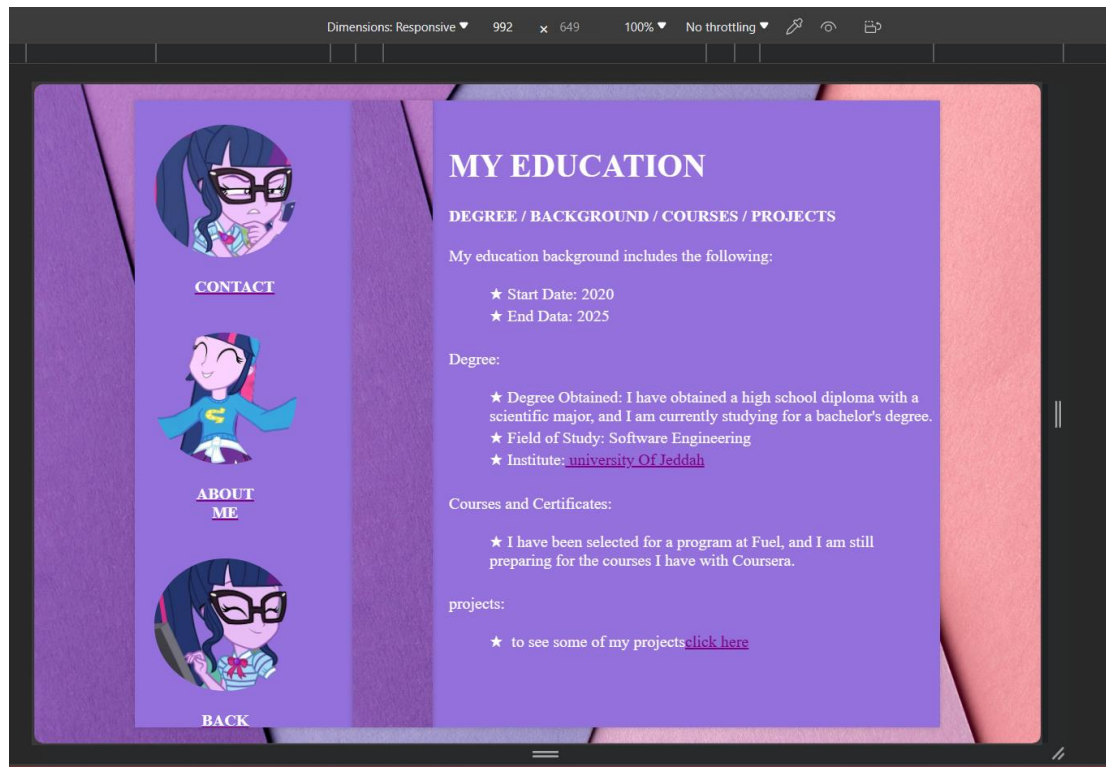 Dimensions: Responsive 992 x 649 100% No throttling
CONTACT
ABOUT
ME
BACK
MY EDUCATION
DEGREE / BACKGROUND / COURSES / PROJECTS
My education background includes the following:
★ Start Date: 2020
★ End Data: 2025
Degree:
★ Degree Obtained: I have obtained a high school diploma with a
scientific major, and I am currently studying for a bachelor's degree.
★ Field of Study: Software Engineering
★ Institute: university Of Jeddah
Courses and Certificates:
★ I have been selected for a program at Fuel, and I am still
preparing for the courses I have with Coursera.
projects:
★ to see some of my projectsclick here